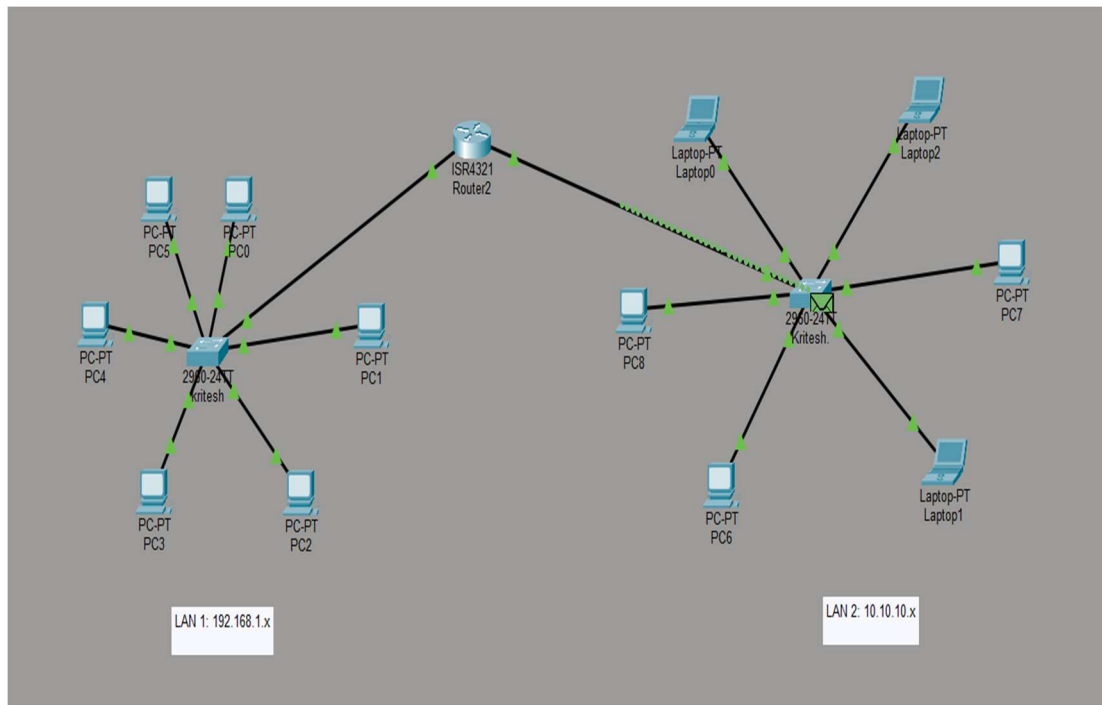 ISR4321
Router2
Laptop-PT
Laptop0
Laptop-PT
Laptop2
PC-PT
PC5
PC-PT
PC0
PC-PT
PC4
PC-PT
PC1
2960-24TT
kritesh
PC-PT
PC3
PC-PT
PC2
PC-PT
PC8
2960-24TT
Kritesh.
PC-PT
PC7
PC-PT
PC6
Laptop-PT
Laptop1
LAN 1: 192.168.1.x
LAN 2: 10.10.10.x